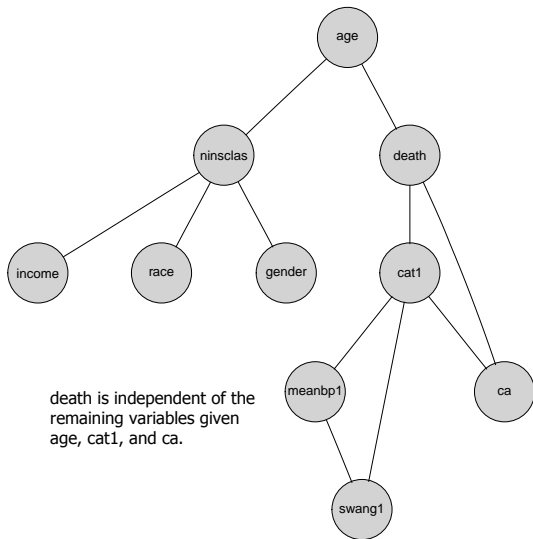 age
ninsclas
death
income
race
gender
cat1
meanbp1
ca
death is independent of the
remaining variables given
age, cat1, and ca.
swang1